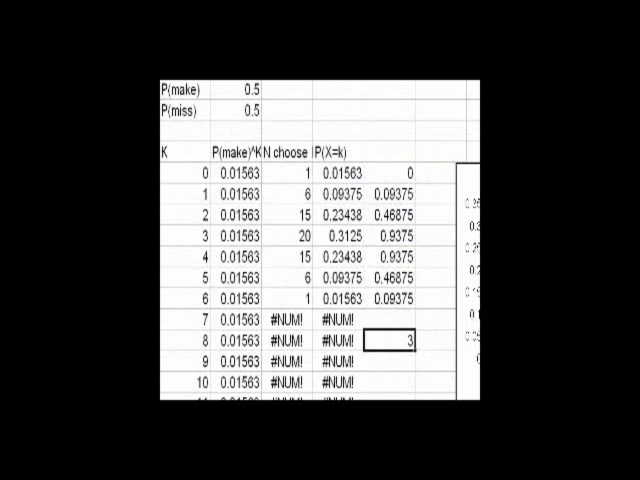 P(make) 0.5
P(miss) 0.5
K P(make)^K N choose P(X=k)
0 0.01563 1 0.01563 0
1 0.01563 6 0.09375 0.09375
2 0.01563 15 0.23438 0.46875
3 0.01563 20 0.3125 0.9375
4 0.01563 15 0.23438 0.9375
5 0.01563 6 0.09375 0.46875
6 0.01563 1 0.01563 0.09375
7 0.01563 #NUM! #NUM!
8 0.01563 #NUM! #NUM! 3
9 0.01563 #NUM! #NUM!
10 0.01563 #NUM! #NUM!